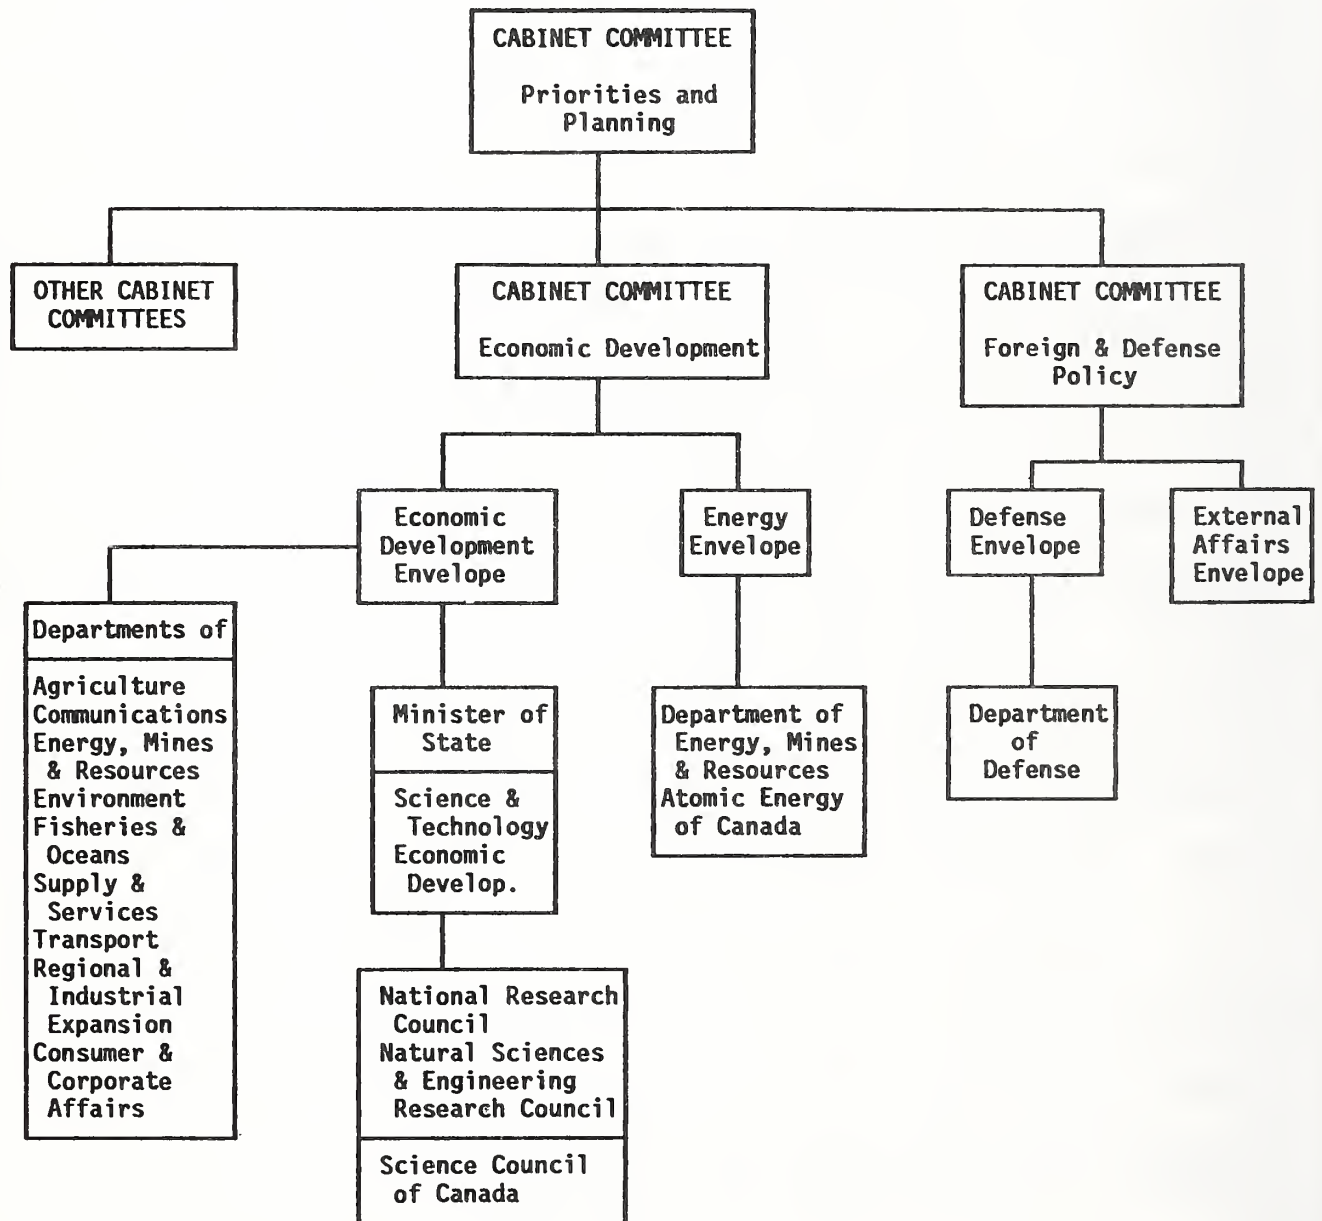 CABINET COMMITTEE
Priorities and
Planning
OTHER CABINET
COMMITTEES
CABINET COMMITTEE
Economic Development
CABINET COMMITTEE
Foreign & Defense
Policy
Economic
Development
Envelope
Energy
Envelope
Defense
Envelope
External
Affairs
Envelope
Departments of
Agriculture
Communications
Energy, Mines
& Resources
Environment
Fisheries &
Oceans
Supply &
Services
Transport
Regional &
Industrial
Expansion
Consumer &
Corporate
Affairs
Minister of
State
Science &
Technology
Economic
Develop.
National Research
Council
Natural Sciences
& Engineering
Research Council
Science Council
of Canada
Department of
Energy, Mines
& Resources
Atomic Energy
of Canada
Department
of
Defense